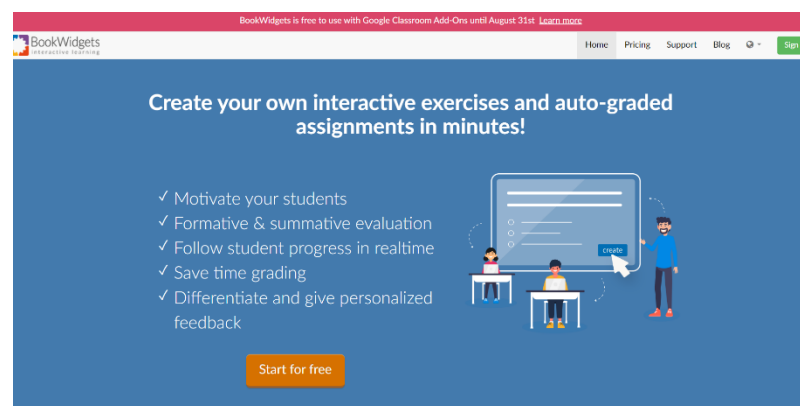 BookWidgets is free to use with Google Classroom Add-Ons until August 31st Learn more
BookWidgets
interactive learning
Home Pricing Support Blog Sign
Create your own interactive exercises and auto-graded
assignments in minutes!
✓ Motivate your students
✓ Formative & summative evaluation
✓ Follow student progress in realtime
✓ Save time grading
✓ Differentiate and give personalized
feedback
create
Start for free